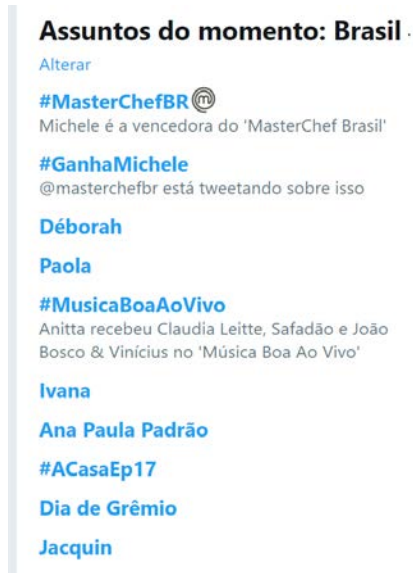 Assuntos do momento: Brasil ·
Alterar
#MasterChefBR
Michele é a vencedora do 'MasterChef Brasil'
#GanhaMichele
@masterchefbr está tweetando sobre isso
Déborah
Paola
#MusicaBoaAoVivo
Anitta recebeu Claudia Leitte, Safadão e João
Bosco & Vinícius no 'Música Boa Ao Vivo'
Ivana
Ana Paula Padrão
#ACasaEp17
Dia de Grêmio
Jacquin